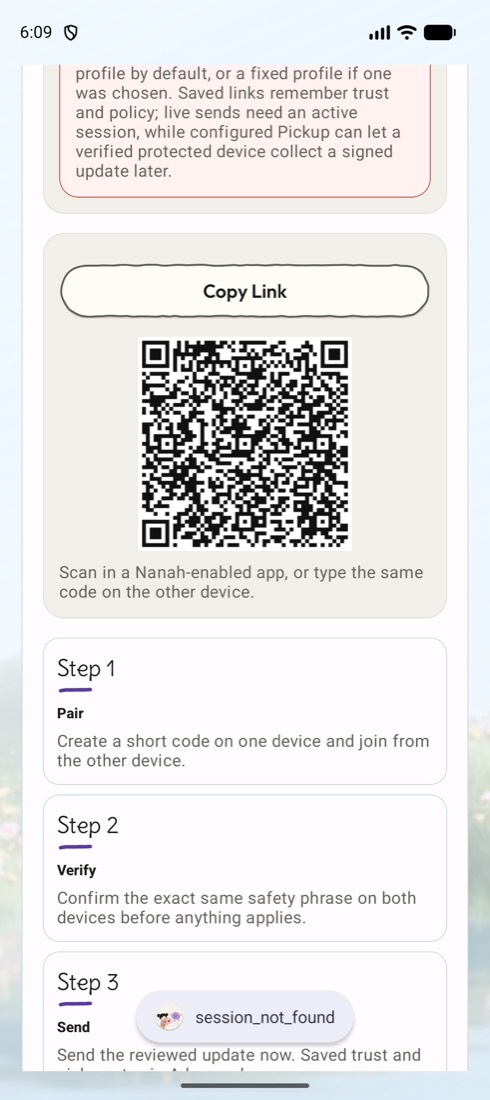 6:09
profile by default, or a fixed profile if one
was chosen. Saved links remember trust
and policy; live sends need an active
session, while configured Pickup can let a
verified protected device collect a signed
update later.
Copy Link
Scan in a Nanah-enabled app, or type the same
code on the other device.
Step 1
Pair
Create a short code on one device and join from
the other device.
Step 2
Verify
Confirm the exact same safety phrase on both
devices before anything applies.
Step 3
Send
session_not_found
Send the reviewed update now. Saved trust and